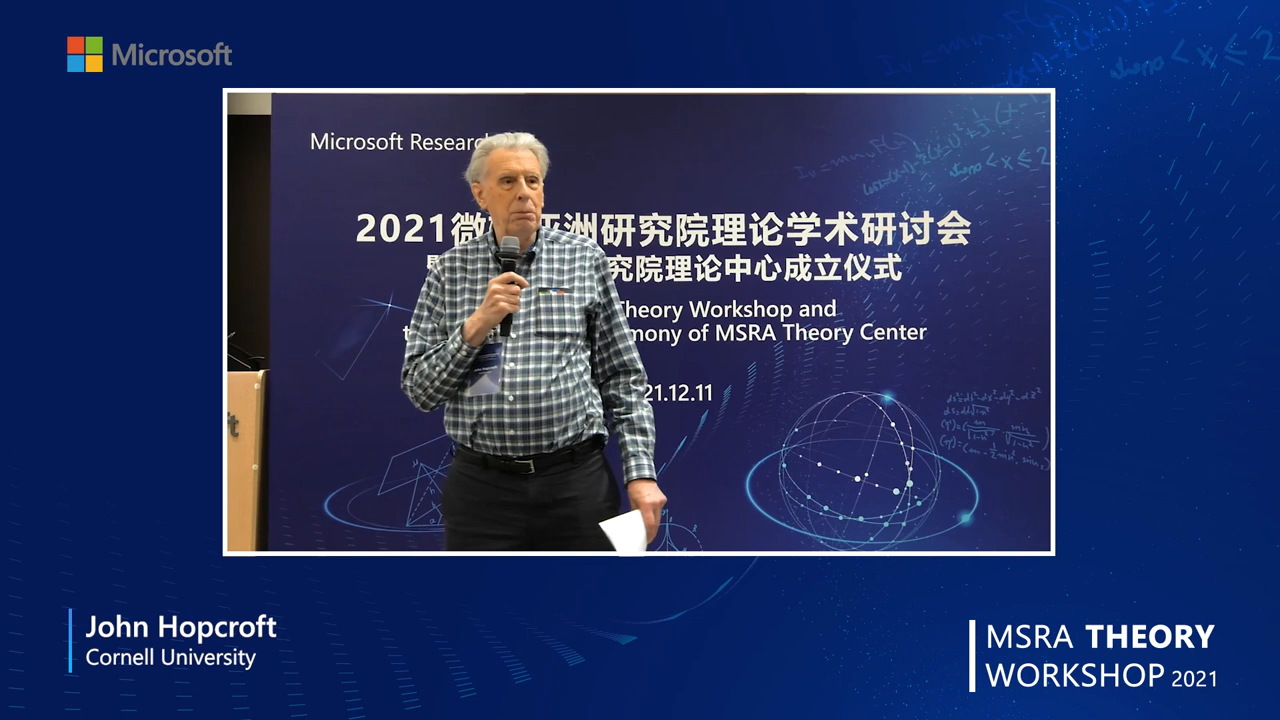 Microsoft
Microsoft Research
2021微 亚洲研究院理论学术研讨会
究院理论中心成立仪式
Theory Workshop and
mony of MSRA Theory Center
21.12.11
John Hopcroft
Cornell University
MSRA THEORY
WORKSHOP 2021